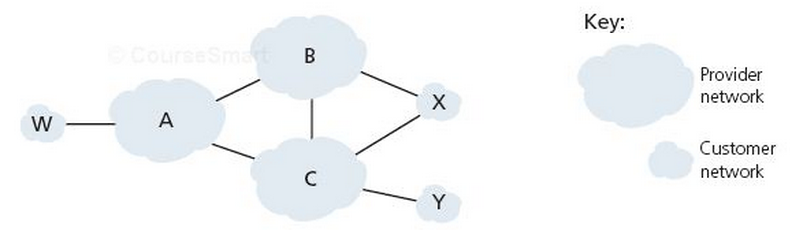 Key:
© CourseSmart
B
Provider
network
X
A
W
Customer
network
C
Y